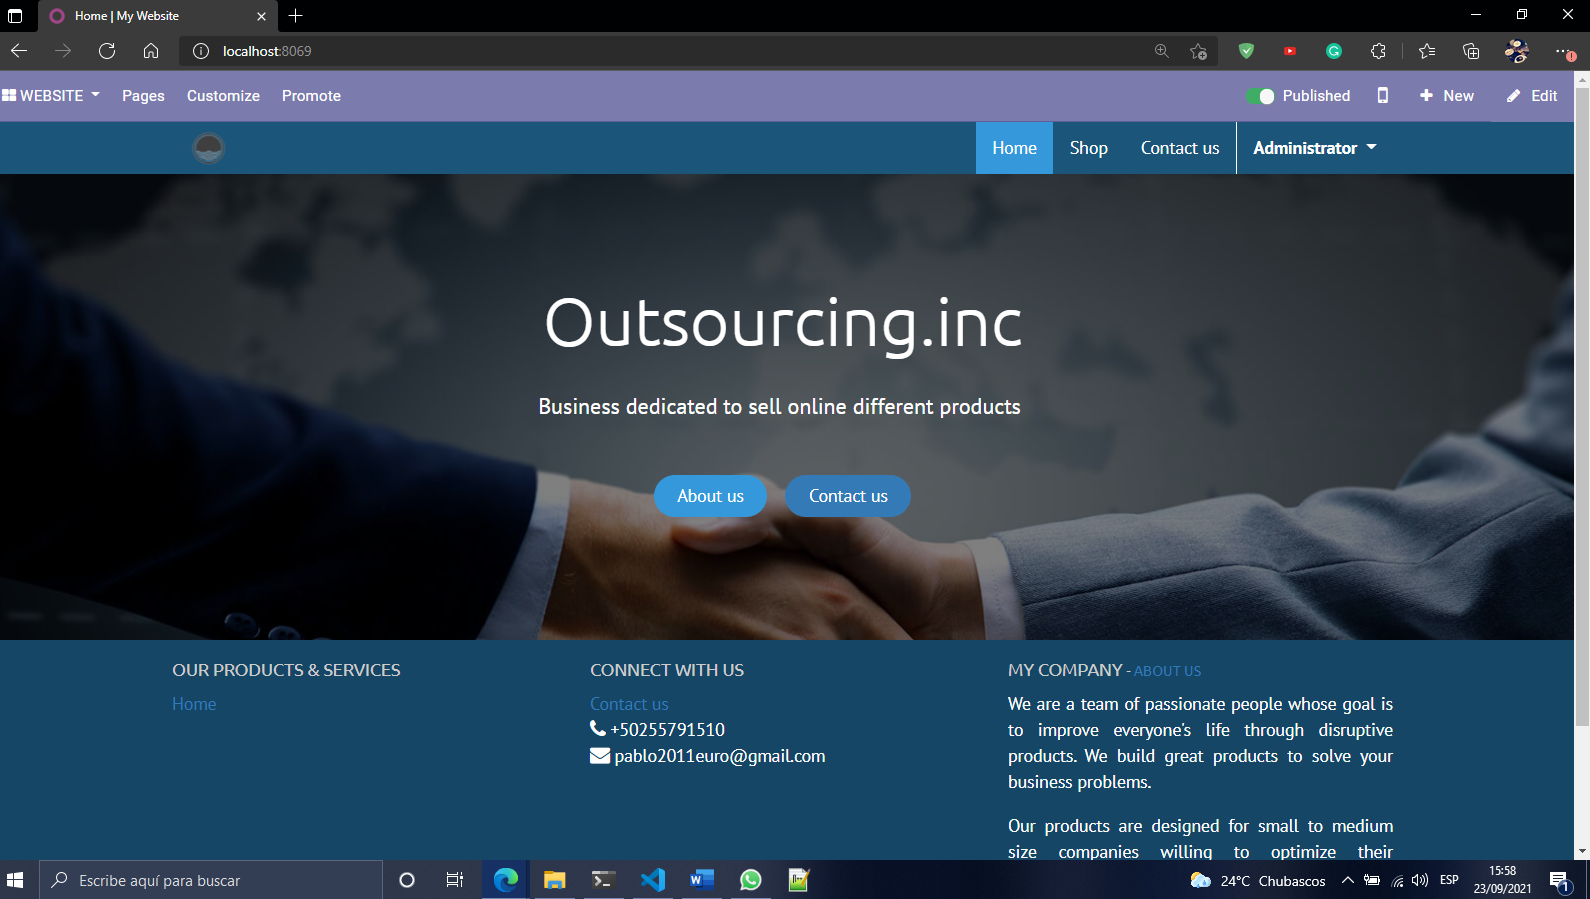 Home | My Website
localhost:8069
WEBSITE Pages Customize Promote Published New Edit
Home Shop Contact us Administrator
Outsourcing.inc
Business dedicated to sell online different products
About us Contact us
OUR PRODUCTS & SERVICES
Home
CONNECT WITH US
Contact us
+50255791510
pablo2011euro@gmail.com
MY COMPANY - ABOUT US
We are a team of passionate people whose goal is
to improve everyone's life through disruptive
products. We build great products to solve your
business problems.
Our products are designed for small to medium
size companies willing to optimize their
Escribe aquí para buscar
24°C Chubascos
ESP
15:58
23/09/2021
1